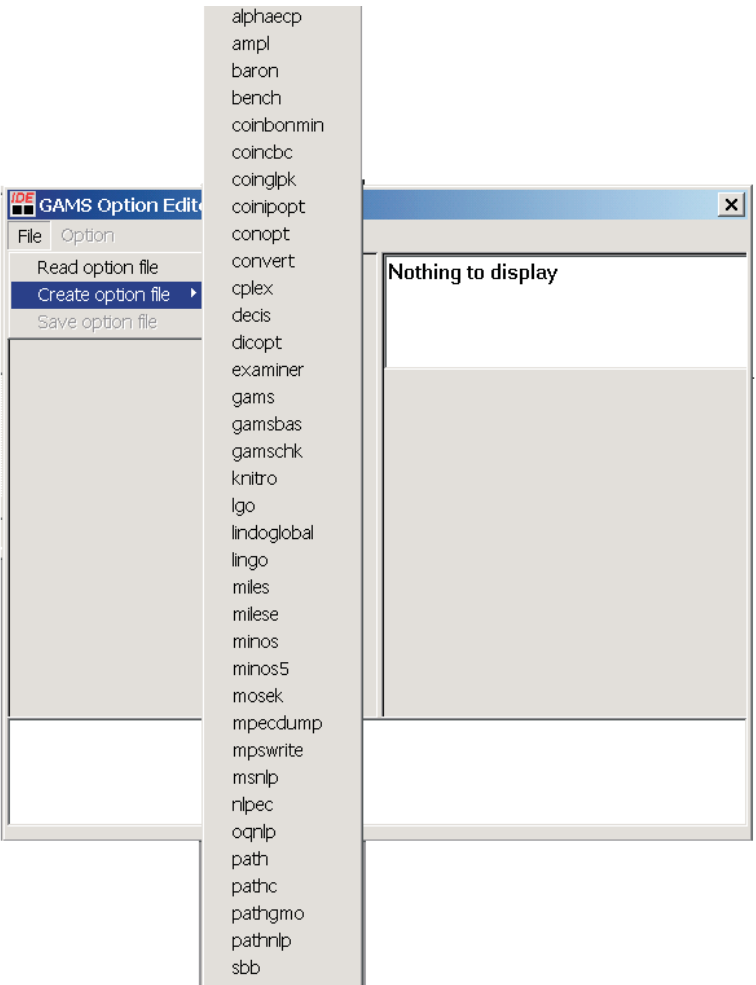 alphaecp
ampl
baron
bench
coinbonmin
coincbc
coinglpk
coinipopt
conopt
convert
cplex
decis
dicopt
examiner
gams
gamsbas
gamschk
knitro
lgo
lindoglobal
lingo
miles
milese
minos
minos5
mosek
mpecdump
mpswrite
msnlp
nlpec
oqnlp
path
pathc
pathgmo
pathnlp
sbb
IDE GAMS Option Edit
File Option
Read option file
Create option file
Save option file
Nothing to display